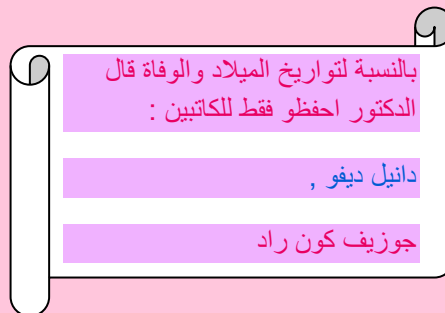 بالنسبة لتواريخ الميلاد والوفاة قال
الدكتور احفظو فقط للكاتبين :
دانيل ديفو ,
جوزيف كون راد